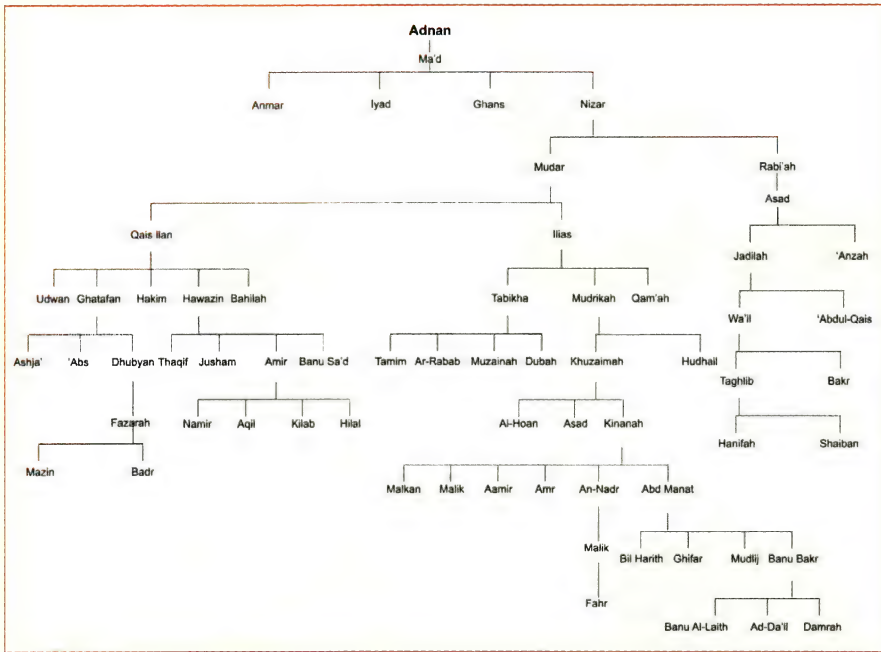 Adnan
Ma'd
Anmar Iyad Ghans Nizar
Mudar Rabi'ah
Asad
Qais Ilan Ilias
Jadilah 'Anzah
Udwan Ghatafan Hakim Hawazin Bahilah Tabikha Mudrikah Qam'ah
Wa'il 'Abdul-Qais
Ashja' 'Abs Dhubyan Thaqif Jusham Amir Banu Sa'd Tamim Ar-Rabab Muzainah Dubah Khuzaimah Hudhail
Taghlib Bakr
Fazarah Namir Aqil Kilab Hilal Al-Hoan Asad Kinanah
Hanifah Shaiban
Mazin Badr
Malkan Malik Aamir Amr An-Nadr Abd Manat
Malik
Bil Harith Ghifar Mudlij Banu Bakr
Fahr
Banu Al-Laith Ad-Da'il Damrah